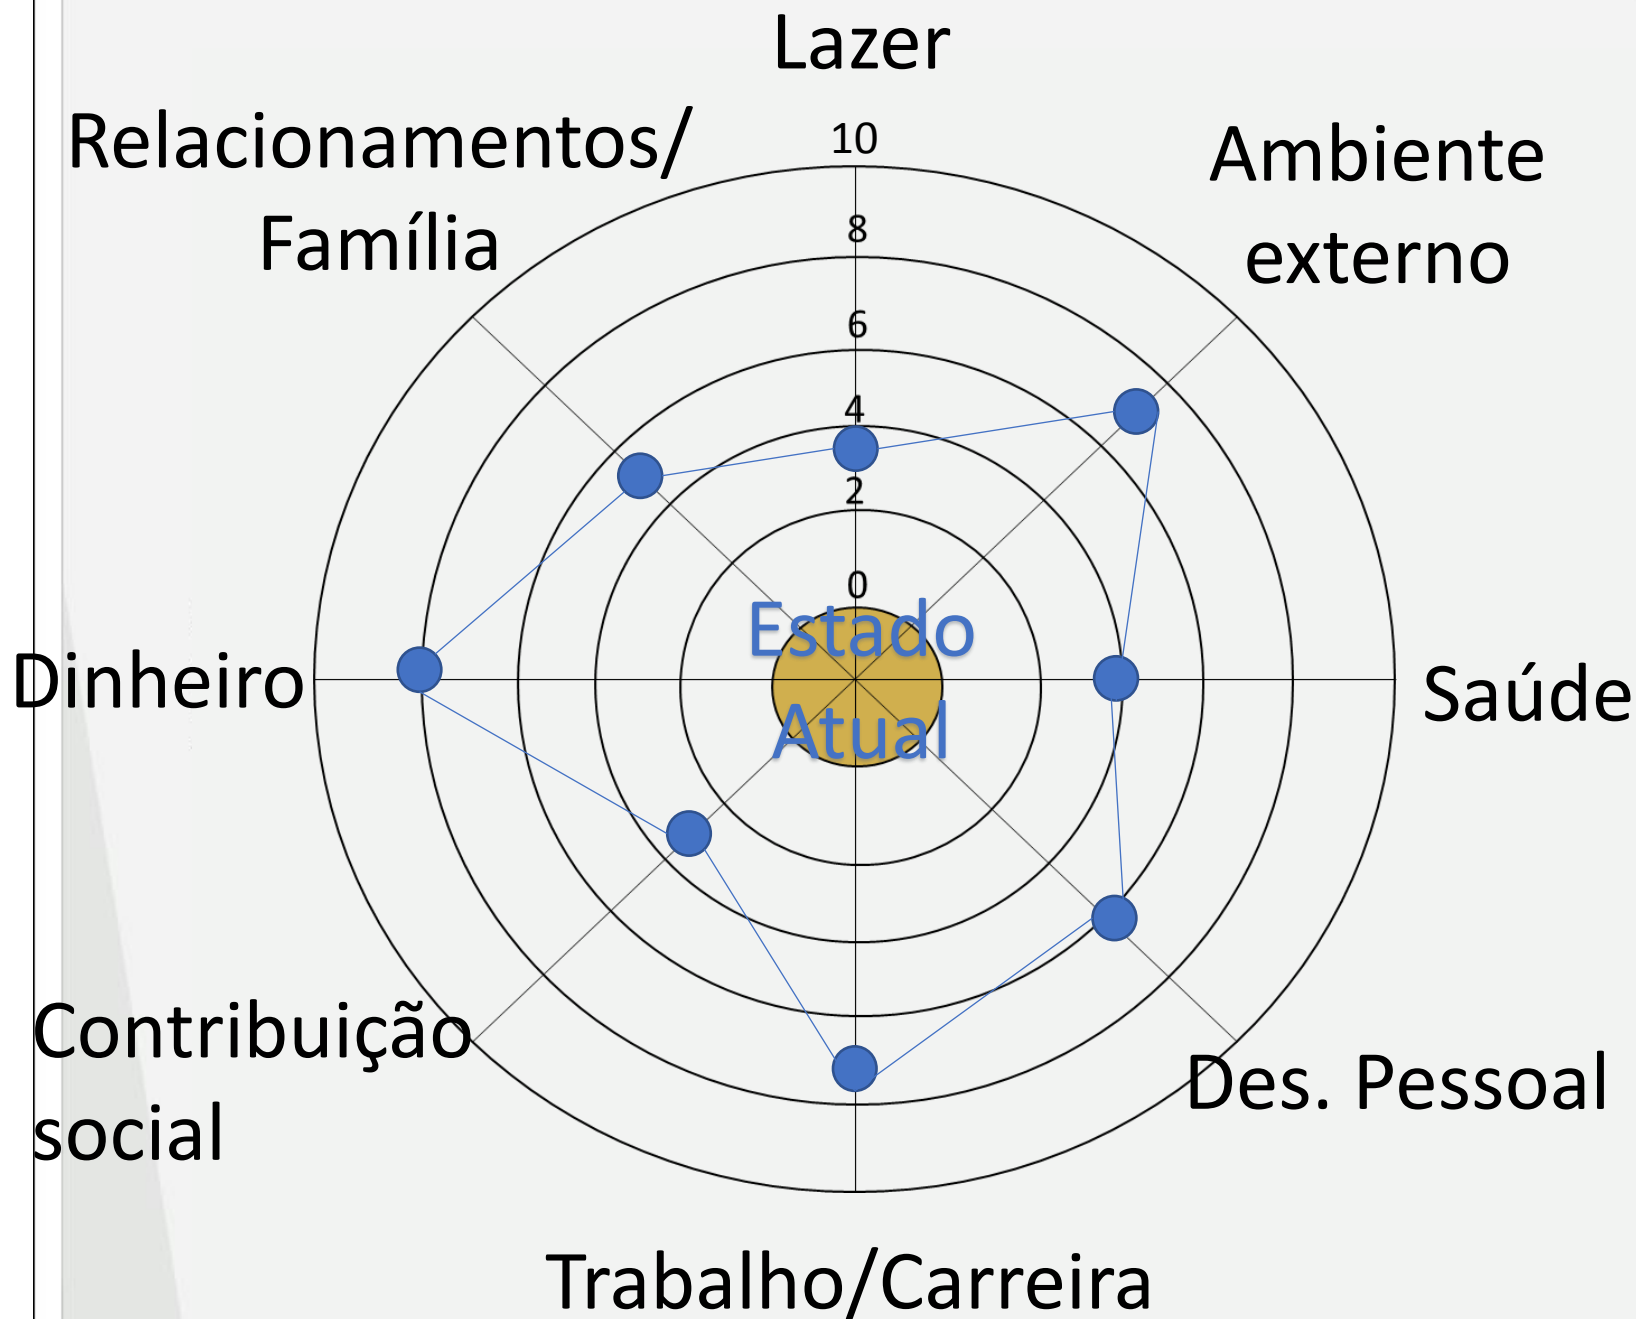 Lazer
Relacionamentos/
Família
10
Ambiente
externo
8
6
4
2
0
Estado
Atual
Dinheiro
Saúde
Contribuição
social
Des. Pessoal
Trabalho/Carreira